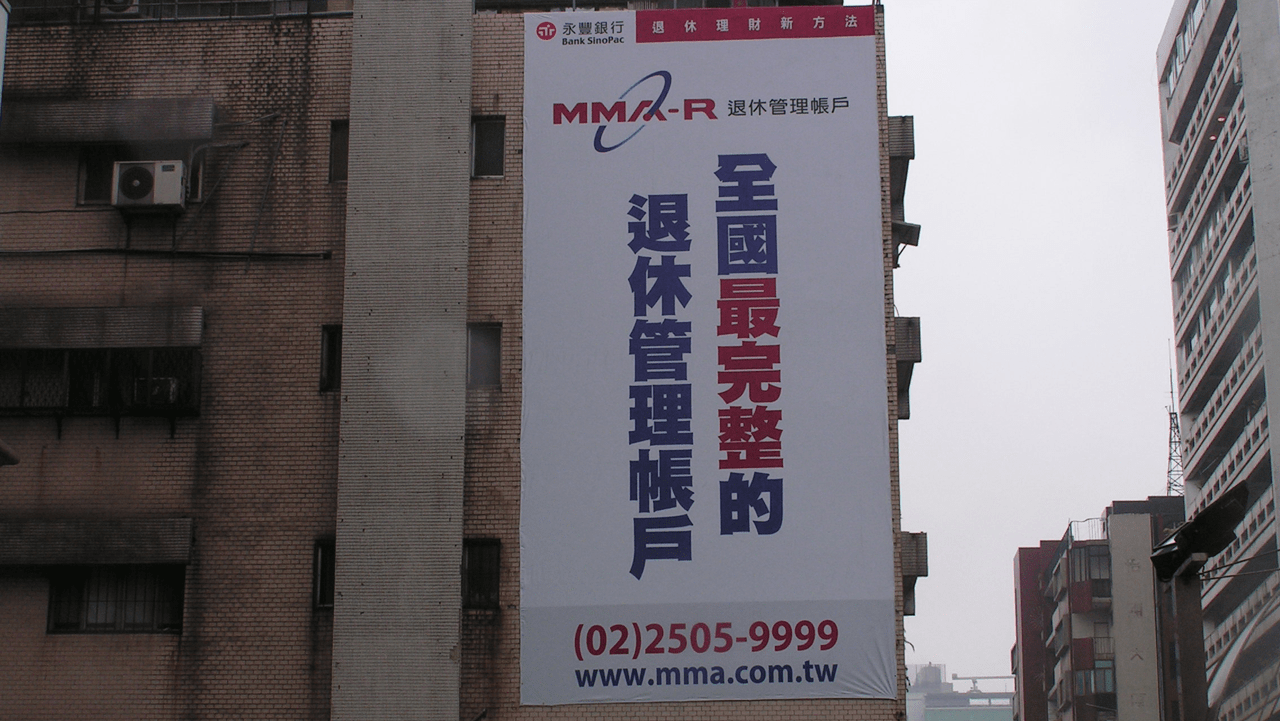 永豐銀行
Bank SinoPac
退休理財新方法
MMA-R 退休管理帳戶
全國最完整的
退休管理帳戶
(02)2505-9999
www.mma.com.tw